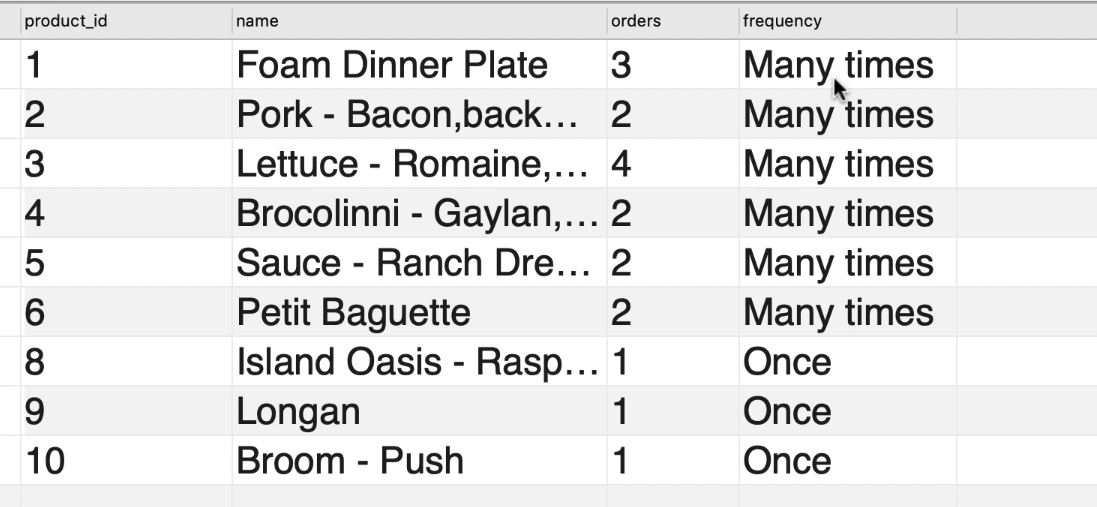 product_id name orders frequency
1 Foam Dinner Plate 3 Many times
2 Pork - Bacon,back… 2 Many times
3 Lettuce - Romaine,… 4 Many times
4 Brocolinni - Gaylan,… 2 Many times
5 Sauce - Ranch Dre… 2 Many times
6 Petit Baguette 2 Many times
8 Island Oasis - Rasp… 1 Once
9 Longan 1 Once
10 Broom - Push 1 Once